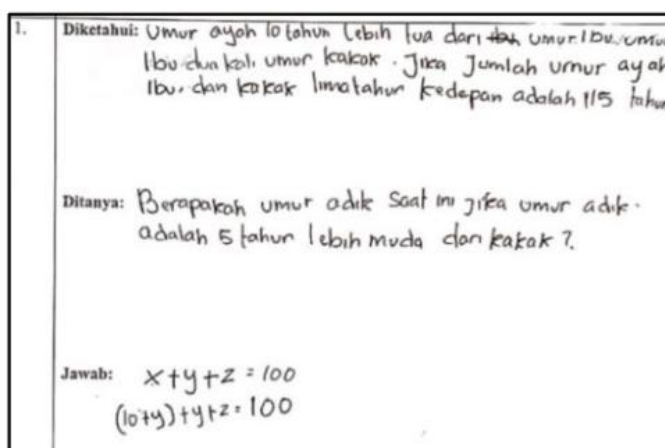 1. Diketahui: Umur ayah 10 tahun lebih tua dari umur Ibu. umur
Ibu dua kali umur kakak. Jika Jumlah umur ayah
Ibu, dan kakak limatahun kedepan adalah 115 tahun
Ditanya: Berapakah umur adik Saat ini jika umur adik.
adalah 5 tahun lebih muda dari kakak?.
Jawab: x+y+z=100
(10+y)+y+z=100